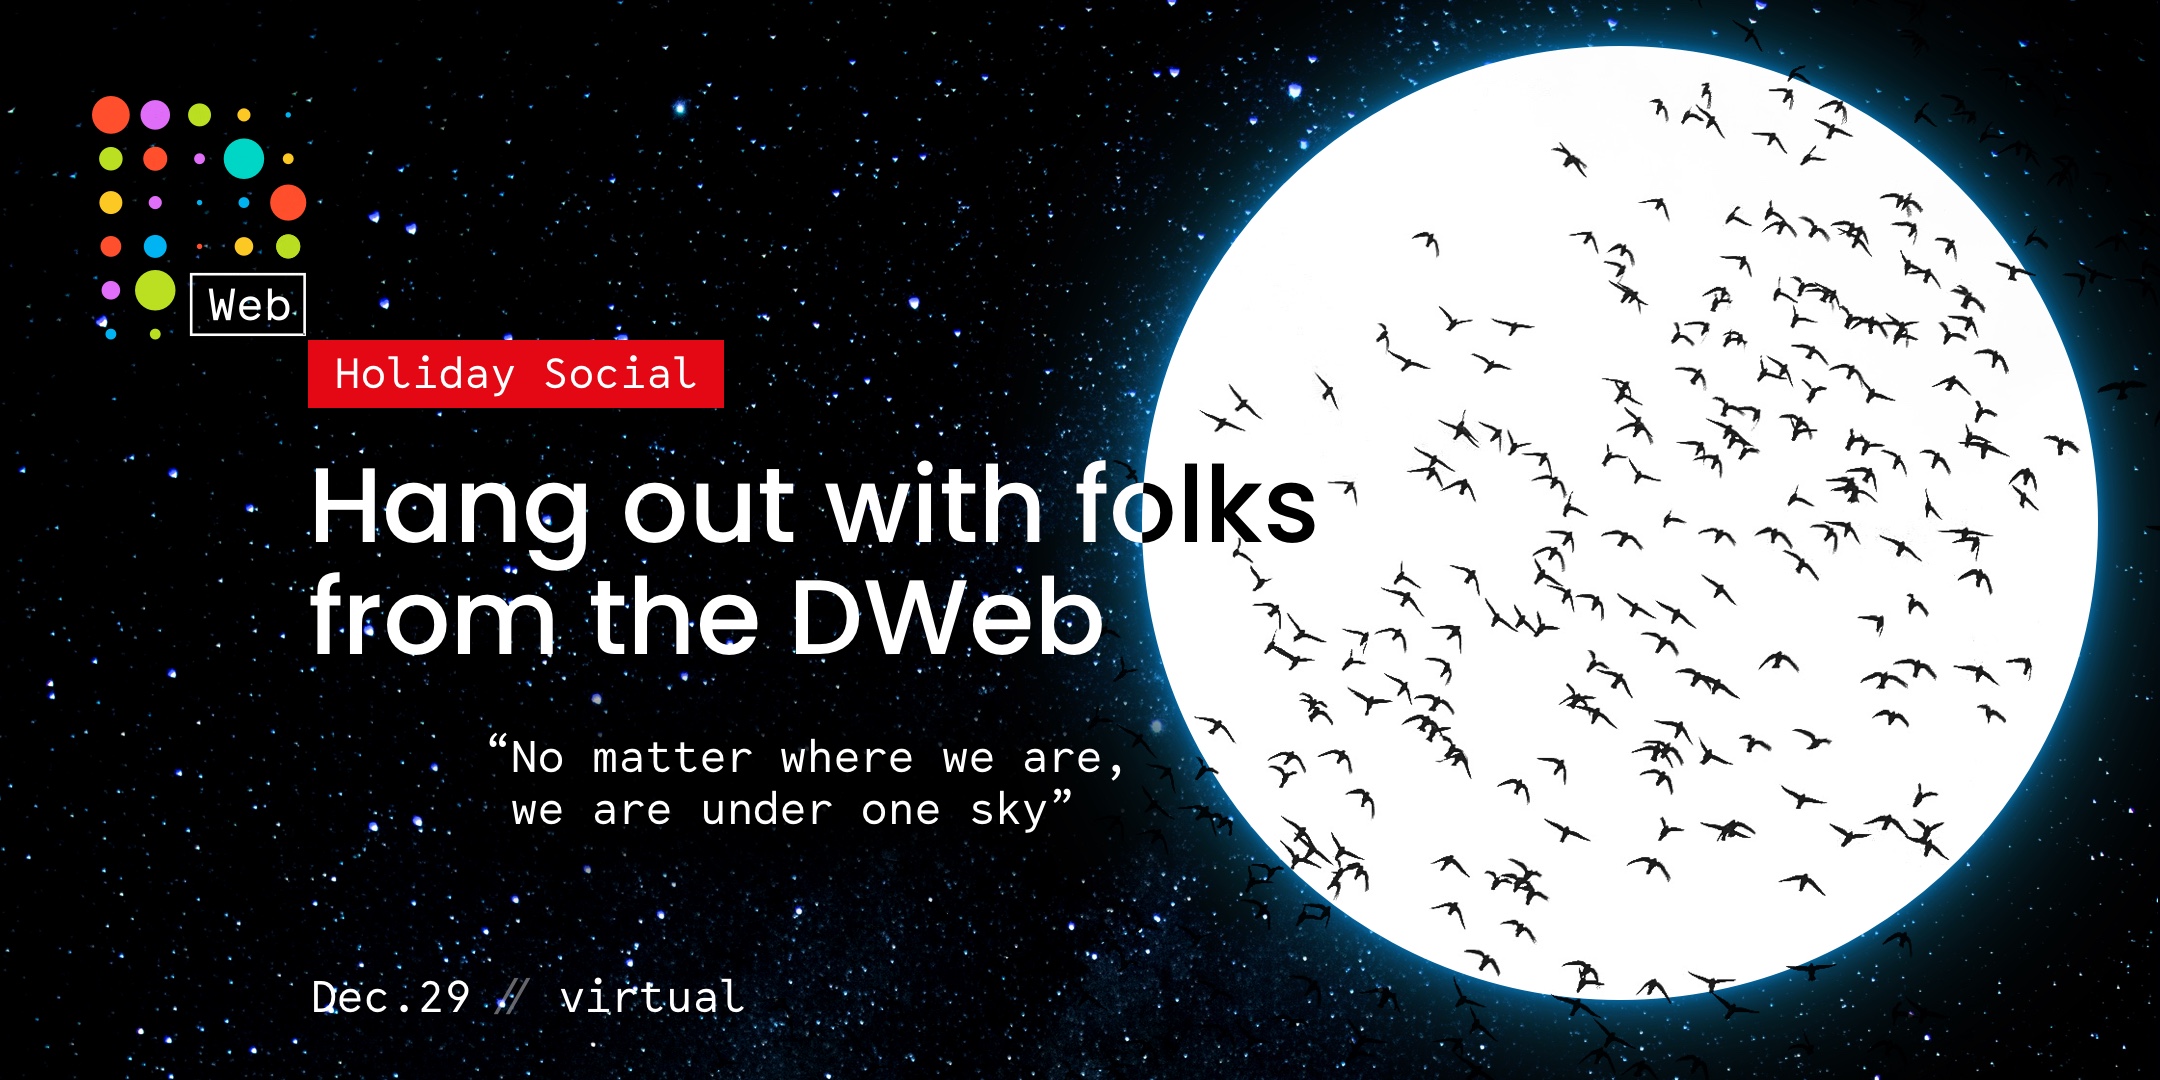 Web
Holiday Social
Hang out with folks
from the DWeb
“No matter where we are,
we are under one sky”
Dec.29 // virtual